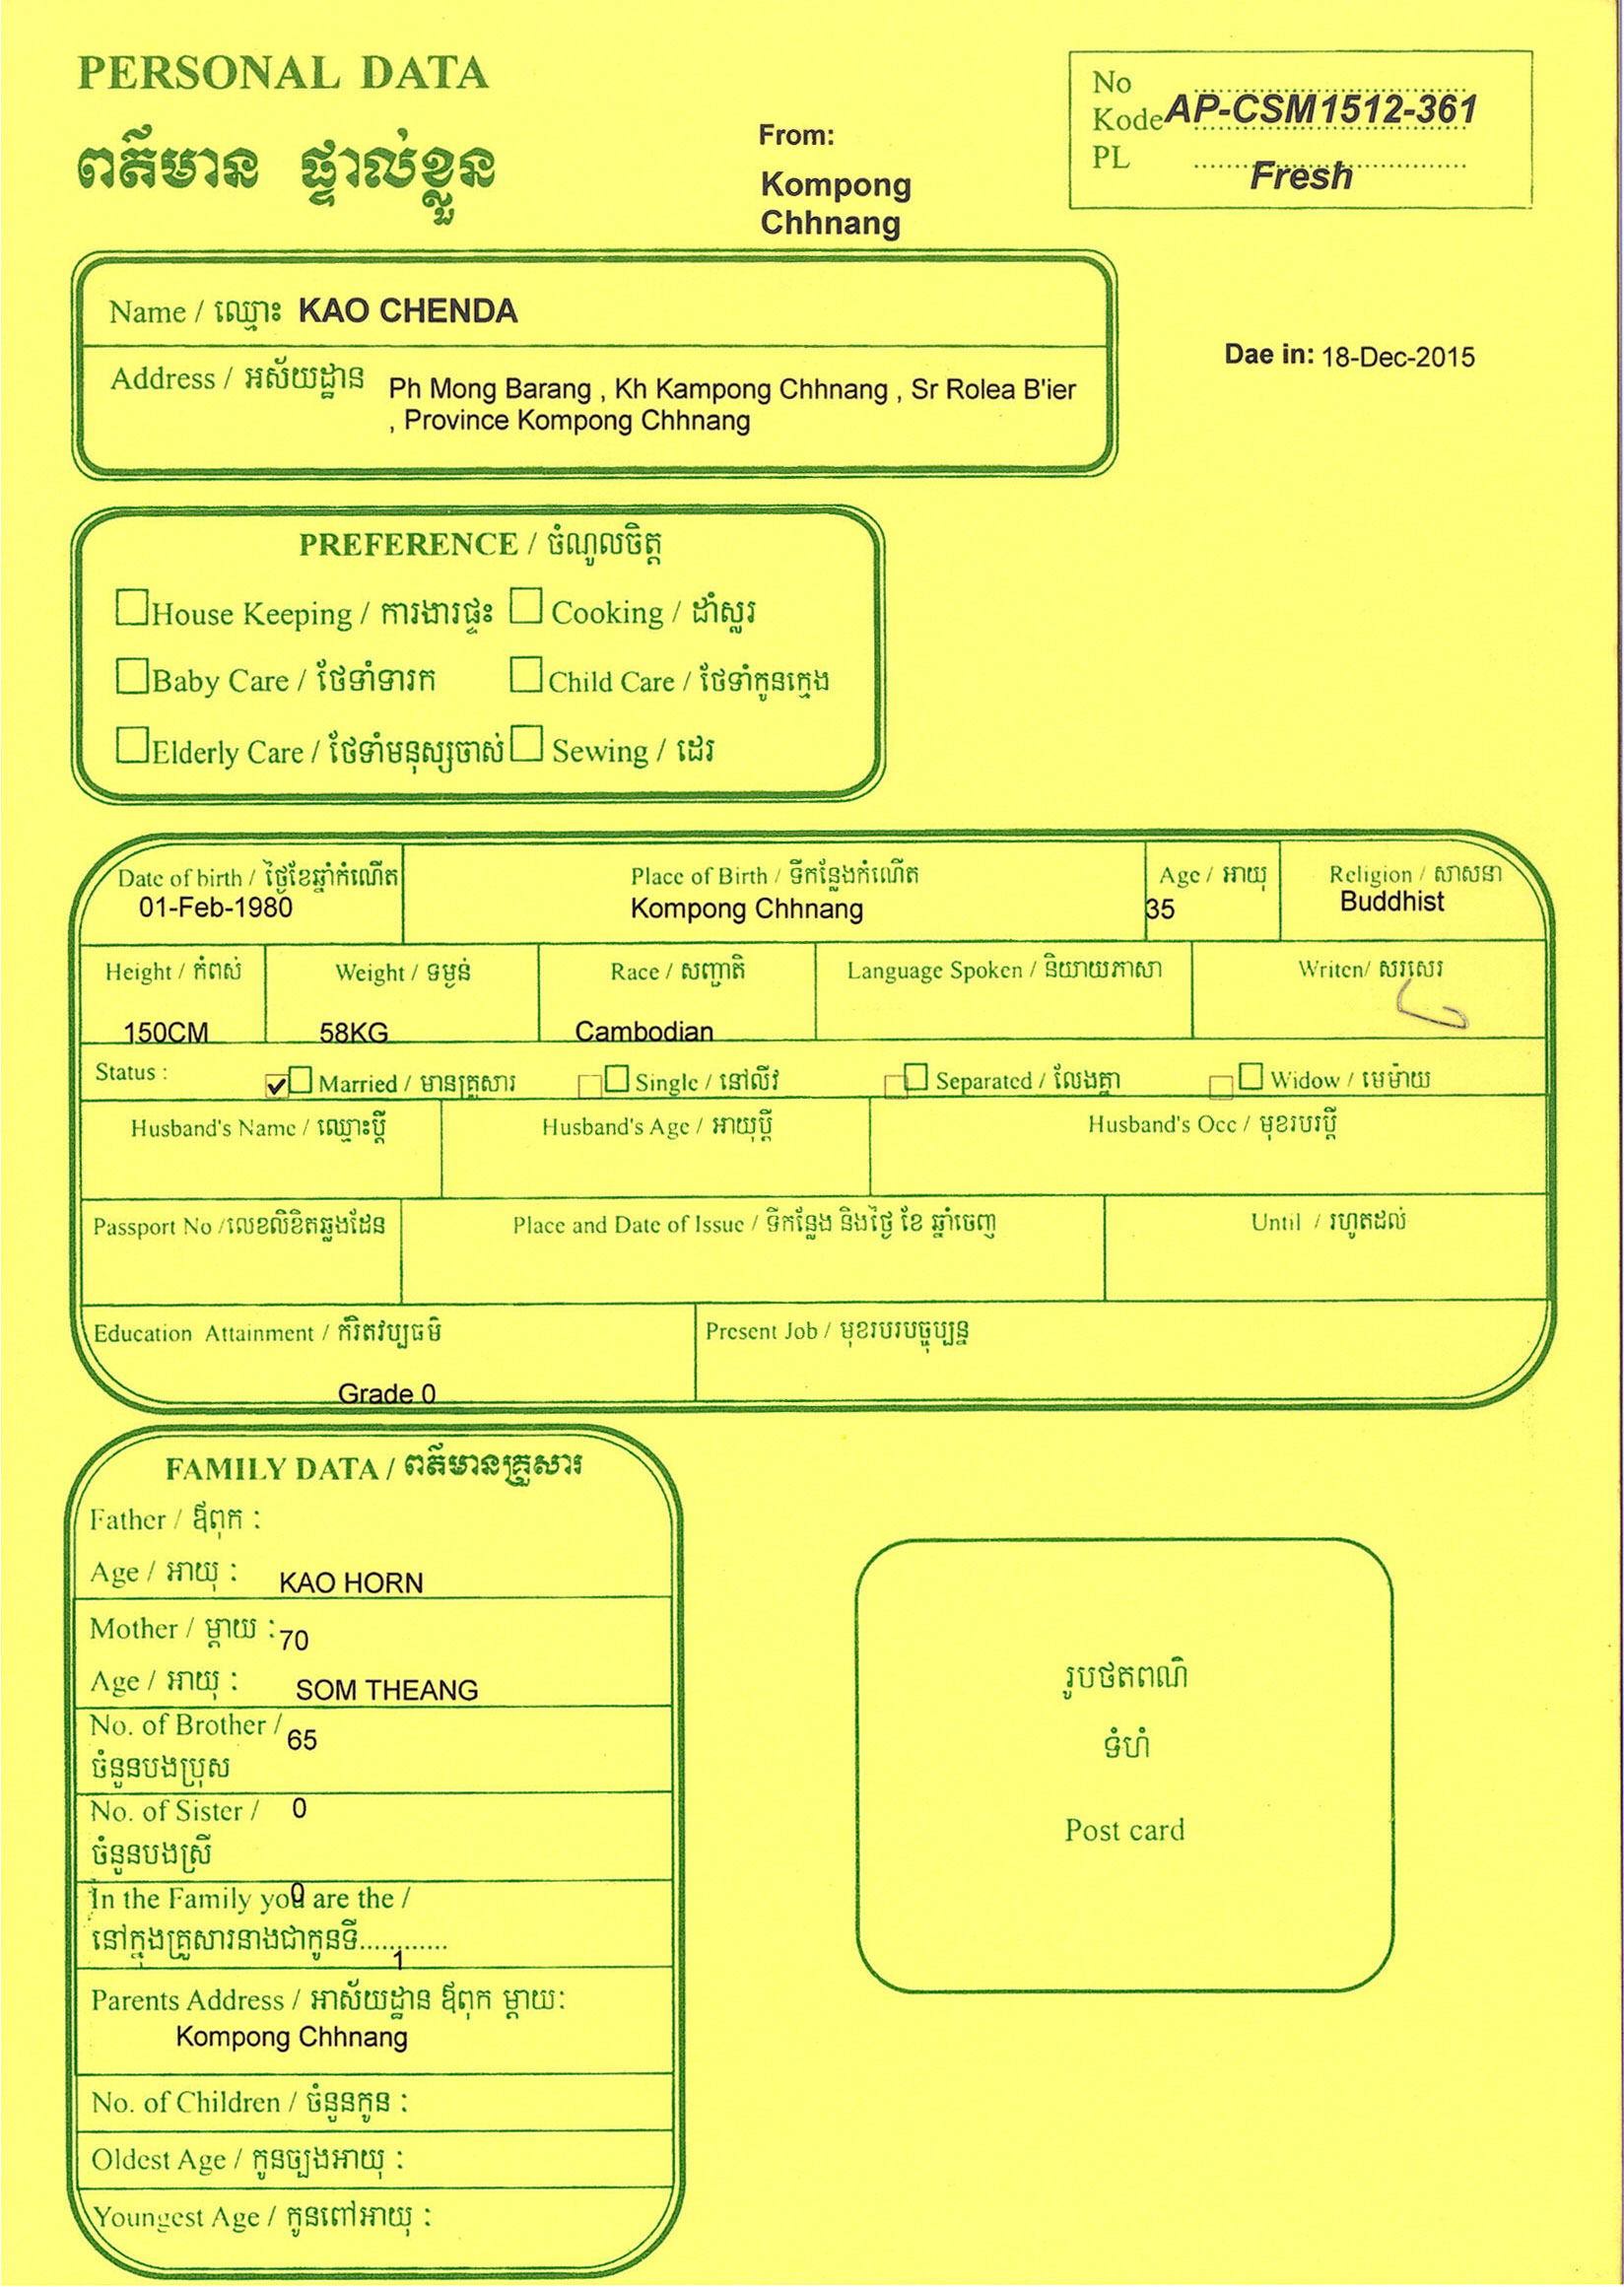 PERSONAL DATA
ពត៌មាន ផ្ទាល់ខ្លួន
From:
Kompong
Chhnang
No
Kode AP-CSM1512-361
PL
Fresh
Name / ឈ្មោះ KAO CHENDA
Dae in: 18-Dec-2015
Address / អស័យដ្ឋាន Ph Mong Barang , Kh Kampong Chhnang , Sr Rolea B'ier
, Province Kompong Chhnang
PREFERENCE / ចំណូលចិត្ត
House Keeping / ការងារផ្ទះ Cooking / ដាំស្លរ
Baby Care / ថែទាំទារក Child Care / ថែទាំកូនក្មេង
Elderly Care / ថែទាំមនុស្សចាស់ Sewing / ដេរ
Date of birth / ថ្ងៃខែឆ្នាំកំណើត Place of Birth / ទីកន្លែងកំណើត Age / អាយុ Religion / សាសនា
01-Feb-1980 Kompong Chhnang 35 Buddhist
Height / កំពស់ Weight / ទម្ងន់ Race / សញ្ជាតិ Language Spoken / និយាយភាសា Writen/ សរសេរ
150CM 58KG Cambodian
Status : Married / មានគ្រួសារ Single / នៅលីវ Separated / លែងគ្នា Widow / មេម៉ាយ
Husband's Name / ឈ្មោះប្ដី Husband's Age / អាយុប្ដី Husband's Occ / មុខរបរប្ដី
Passport No /លេខលិខិតឆ្លងដែន Place and Date of Issue / ទីកន្លែង និងថ្ងៃ ខែ ឆ្នាំចេញ Until / រហូតដល់
Education Attainment / កំរិតវប្បធម៌ Present Job / មុខរបរបច្ចុប្បន្ន
Grade 0
FAMILY DATA / ពត៌មានគ្រួសារ
Father / ឪពុក :
Age / អាយុ : KAO HORN
Mother / ម្ដាយ : 70
Age / អាយុ : SOM THEANG
No. of Brother / 65
ចំនួនបងប្រុស
No. of Sister / 0
ចំនួនបងស្រី
0
In the Family you are the /
នៅក្នុងគ្រួសារនាងជាកូនទី............
1
Parents Address / អាស័យដ្ឋាន ឪពុក ម្ដាយ:
Kompong Chhnang
No. of Children / ចំនួនកូន :
Oldest Age / កូនច្បងអាយុ :
Youngest Age / កូនពៅអាយុ :
រូបថតពណ៌
ទំហំ
Post card